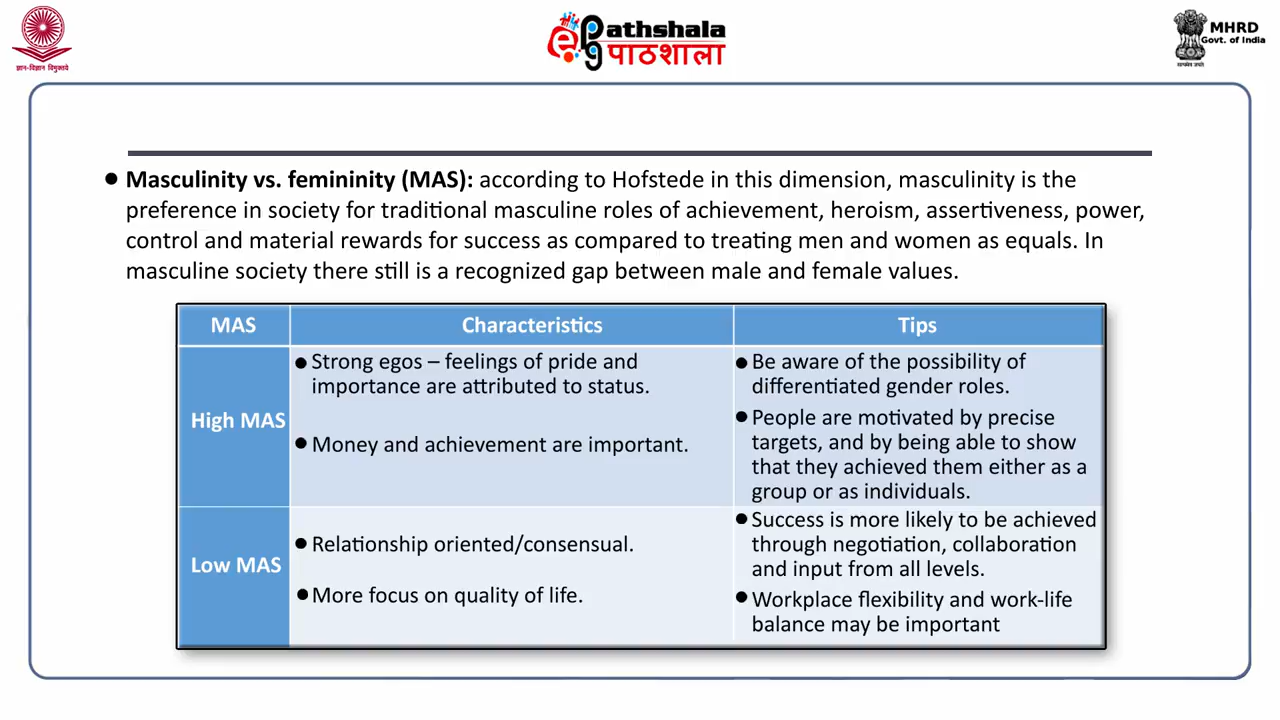 ज्ञान-विज्ञान विमुक्तये
Pathshala
पाठशाला
MHRD
Govt. of India
सत्यमेव जयते
● Masculinity vs. femininity (MAS): according to Hofstede in this dimension, masculinity is the
preference in society for traditional masculine roles of achievement, heroism, assertiveness, power,
control and material rewards for success as compared to treating men and women as equals. In
masculine society there still is a recognized gap between male and female values.
MAS
Characteristics
Tips
High MAS
● Strong egos – feelings of pride and
importance are attributed to status.
● Money and achievement are important.
● Be aware of the possibility of
differentiated gender roles.
● People are motivated by precise
targets, and by being able to show
that they achieved them either as a
group or as individuals.
Low MAS
● Relationship oriented/consensual.
● More focus on quality of life.
● Success is more likely to be achieved
through negotiation, collaboration
and input from all levels.
● Workplace flexibility and work-life
balance may be important